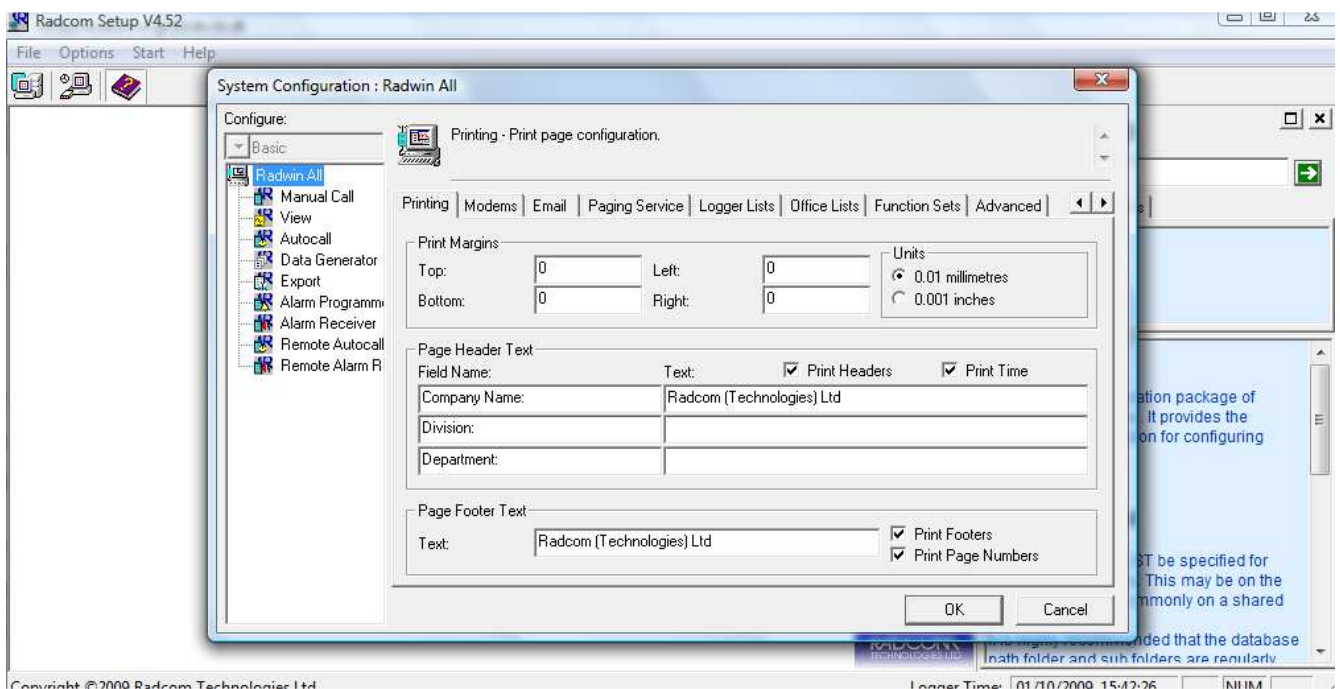 Radcom Setup V4.52
File Options Start Help
System Configuration : Radwin All
Configure:
Basic
Radwin All
Manual Call
View
Autocall
Data Generator
Export
Alarm Programm
Alarm Receiver
Remote Autocall
Remote Alarm R
Printing - Print page configuration.
Printing Modems Email Paging Service Logger Lists Office Lists Function Sets Advanced
Print Margins
Top: 0 Left: 0
Bottom: 0 Right: 0
Units
0.01 millimetres
0.001 inches
Page Header Text
Field Name: Text: Print Headers Print Time
Company Name: Radcom (Technologies) Ltd
Division:
Department:
Page Footer Text
Text: Radcom (Technologies) Ltd
Print Footers
Print Page Numbers
OK Cancel
package of
It provides the
on for configuring
be specified for
This may be on the
on a shared
that the database
path folder and sub folders are regularly
RADCOM
TECHNOLOGIES LTD
Copyright ©2009 Radcom Technologies Ltd
Logger Time: 01/10/2009 15:42:26 NUM